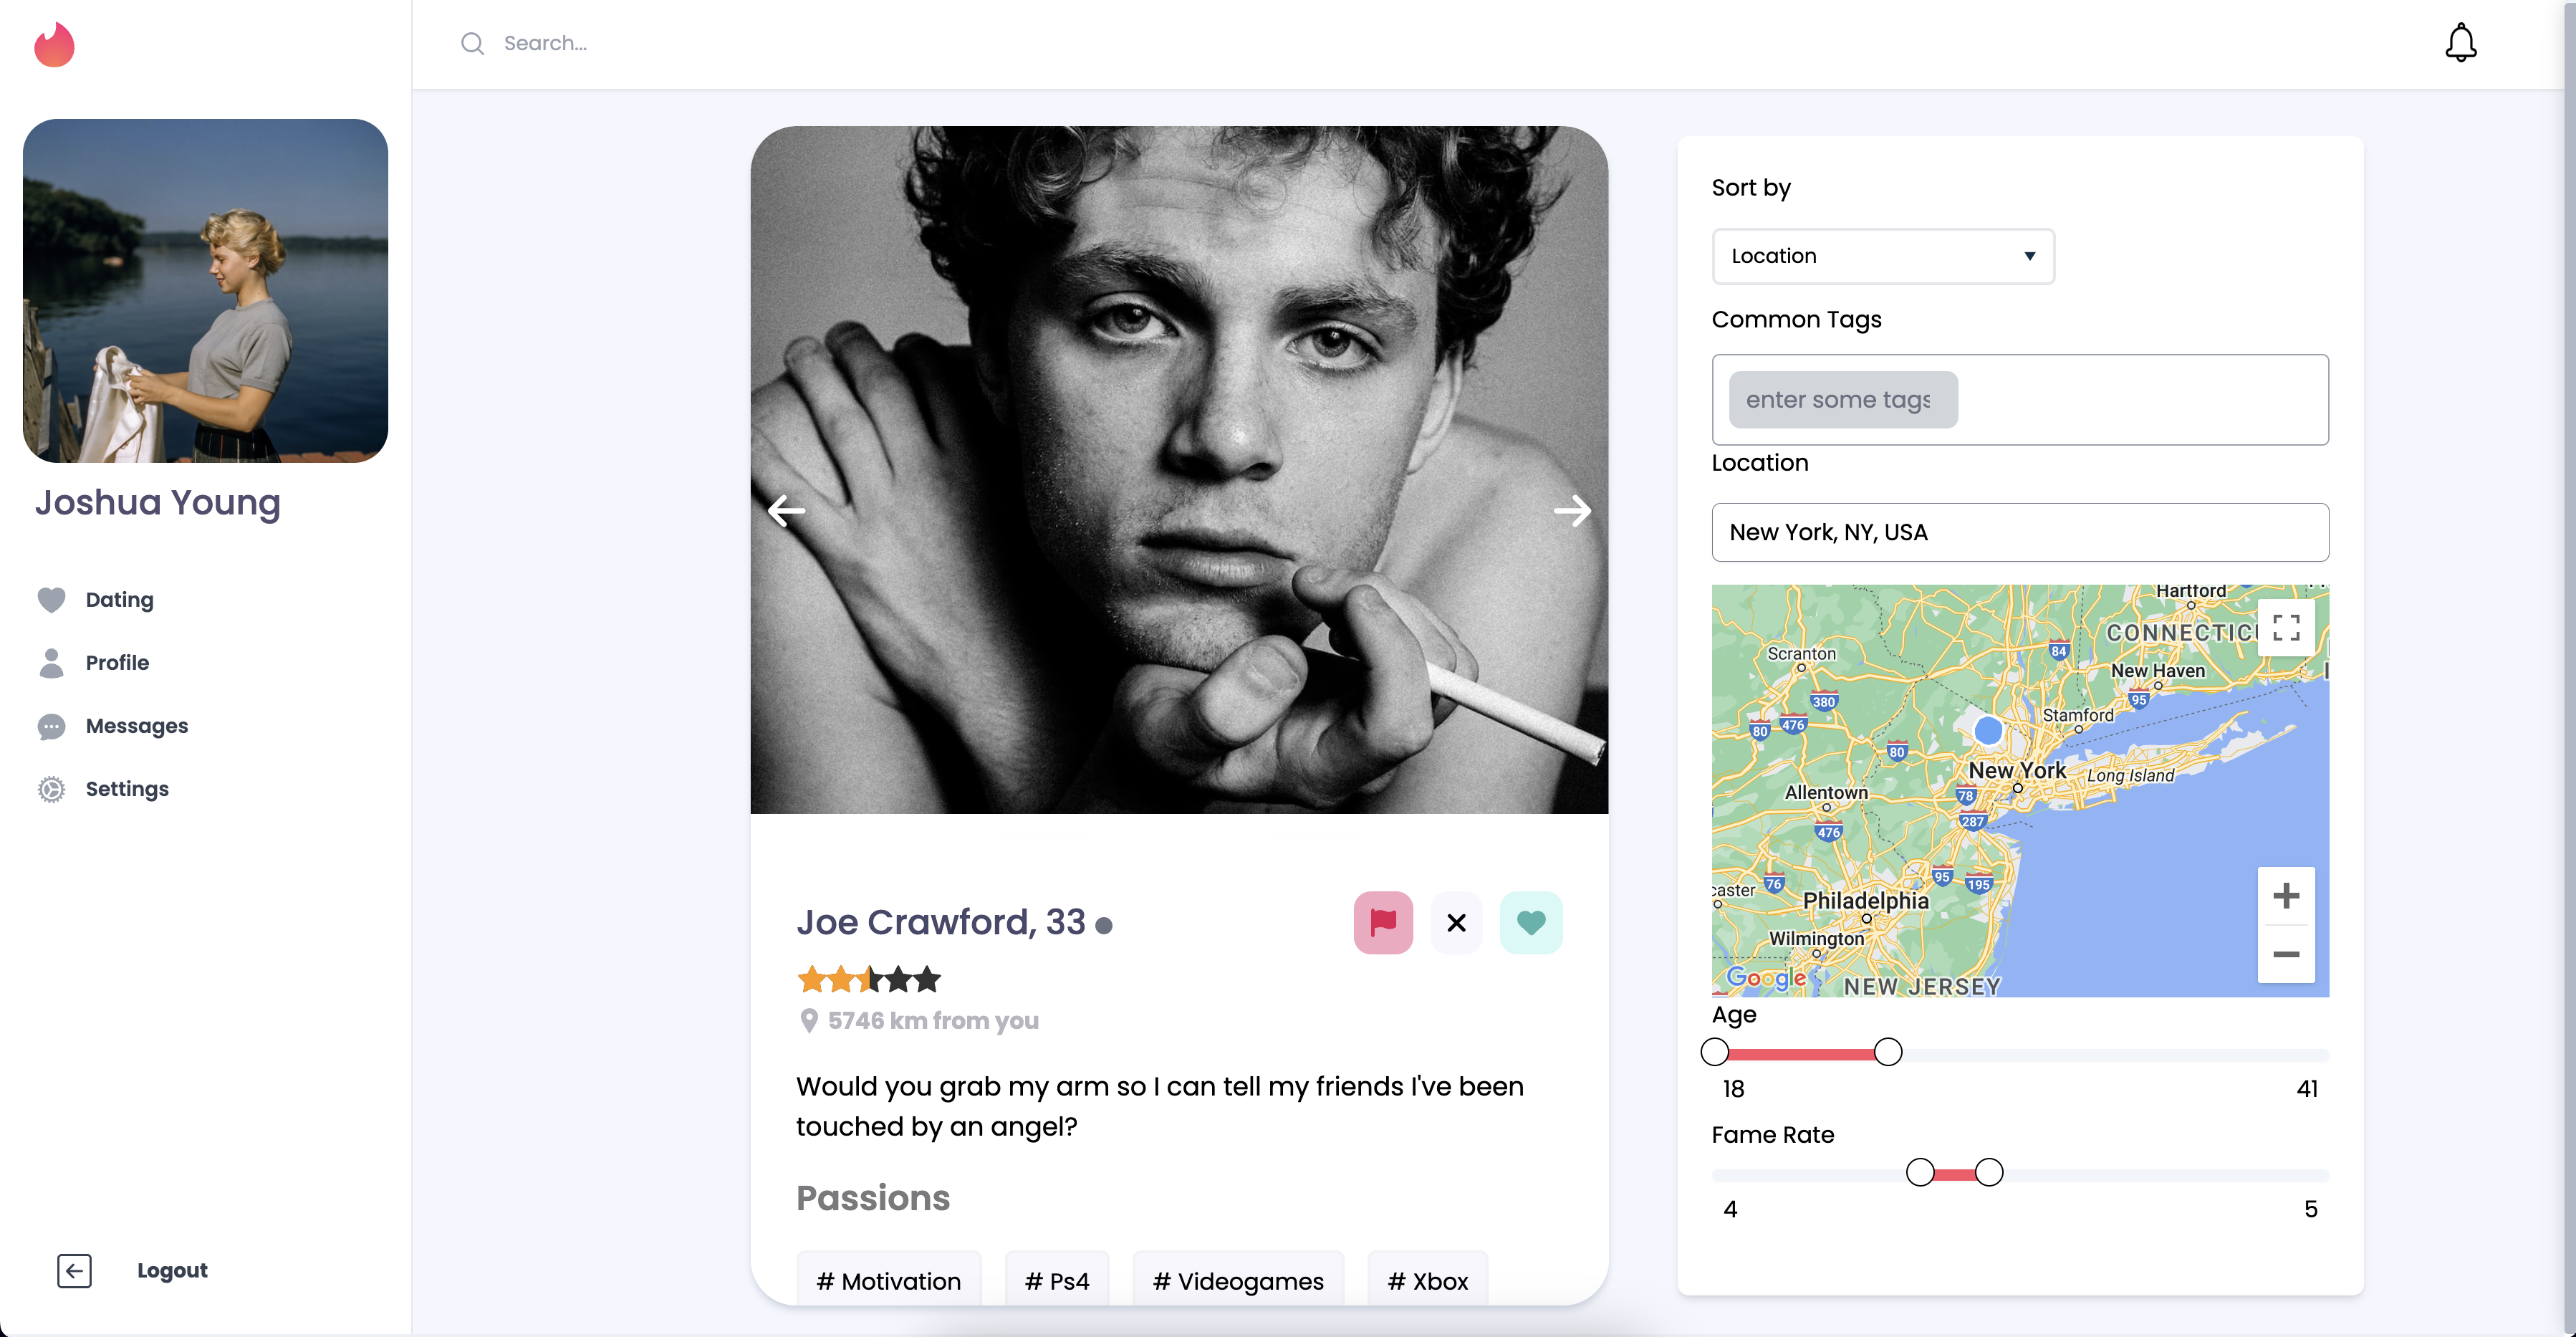 Search...
Joshua Young
Dating
Profile
Messages
Settings
Logout
Joe Crawford, 33
5746 km from you
Would you grab my arm so I can tell my friends I've been
touched by an angel?
Passions
# Motivation
# Ps4
# Videogames
# Xbox
Sort by
Location
Common Tags
enter some tags
Location
New York, NY, USA
Hartford
CONNECTICU
Scranton
84
New Haven
380
95
80
476
Stamford
80
New York
Long Island
Allentown
78
476
287
76
95
195
caster
Philadelphia
Wilmington
Google
NEW JERSEY
Age
18
41
Fame Rate
4
5